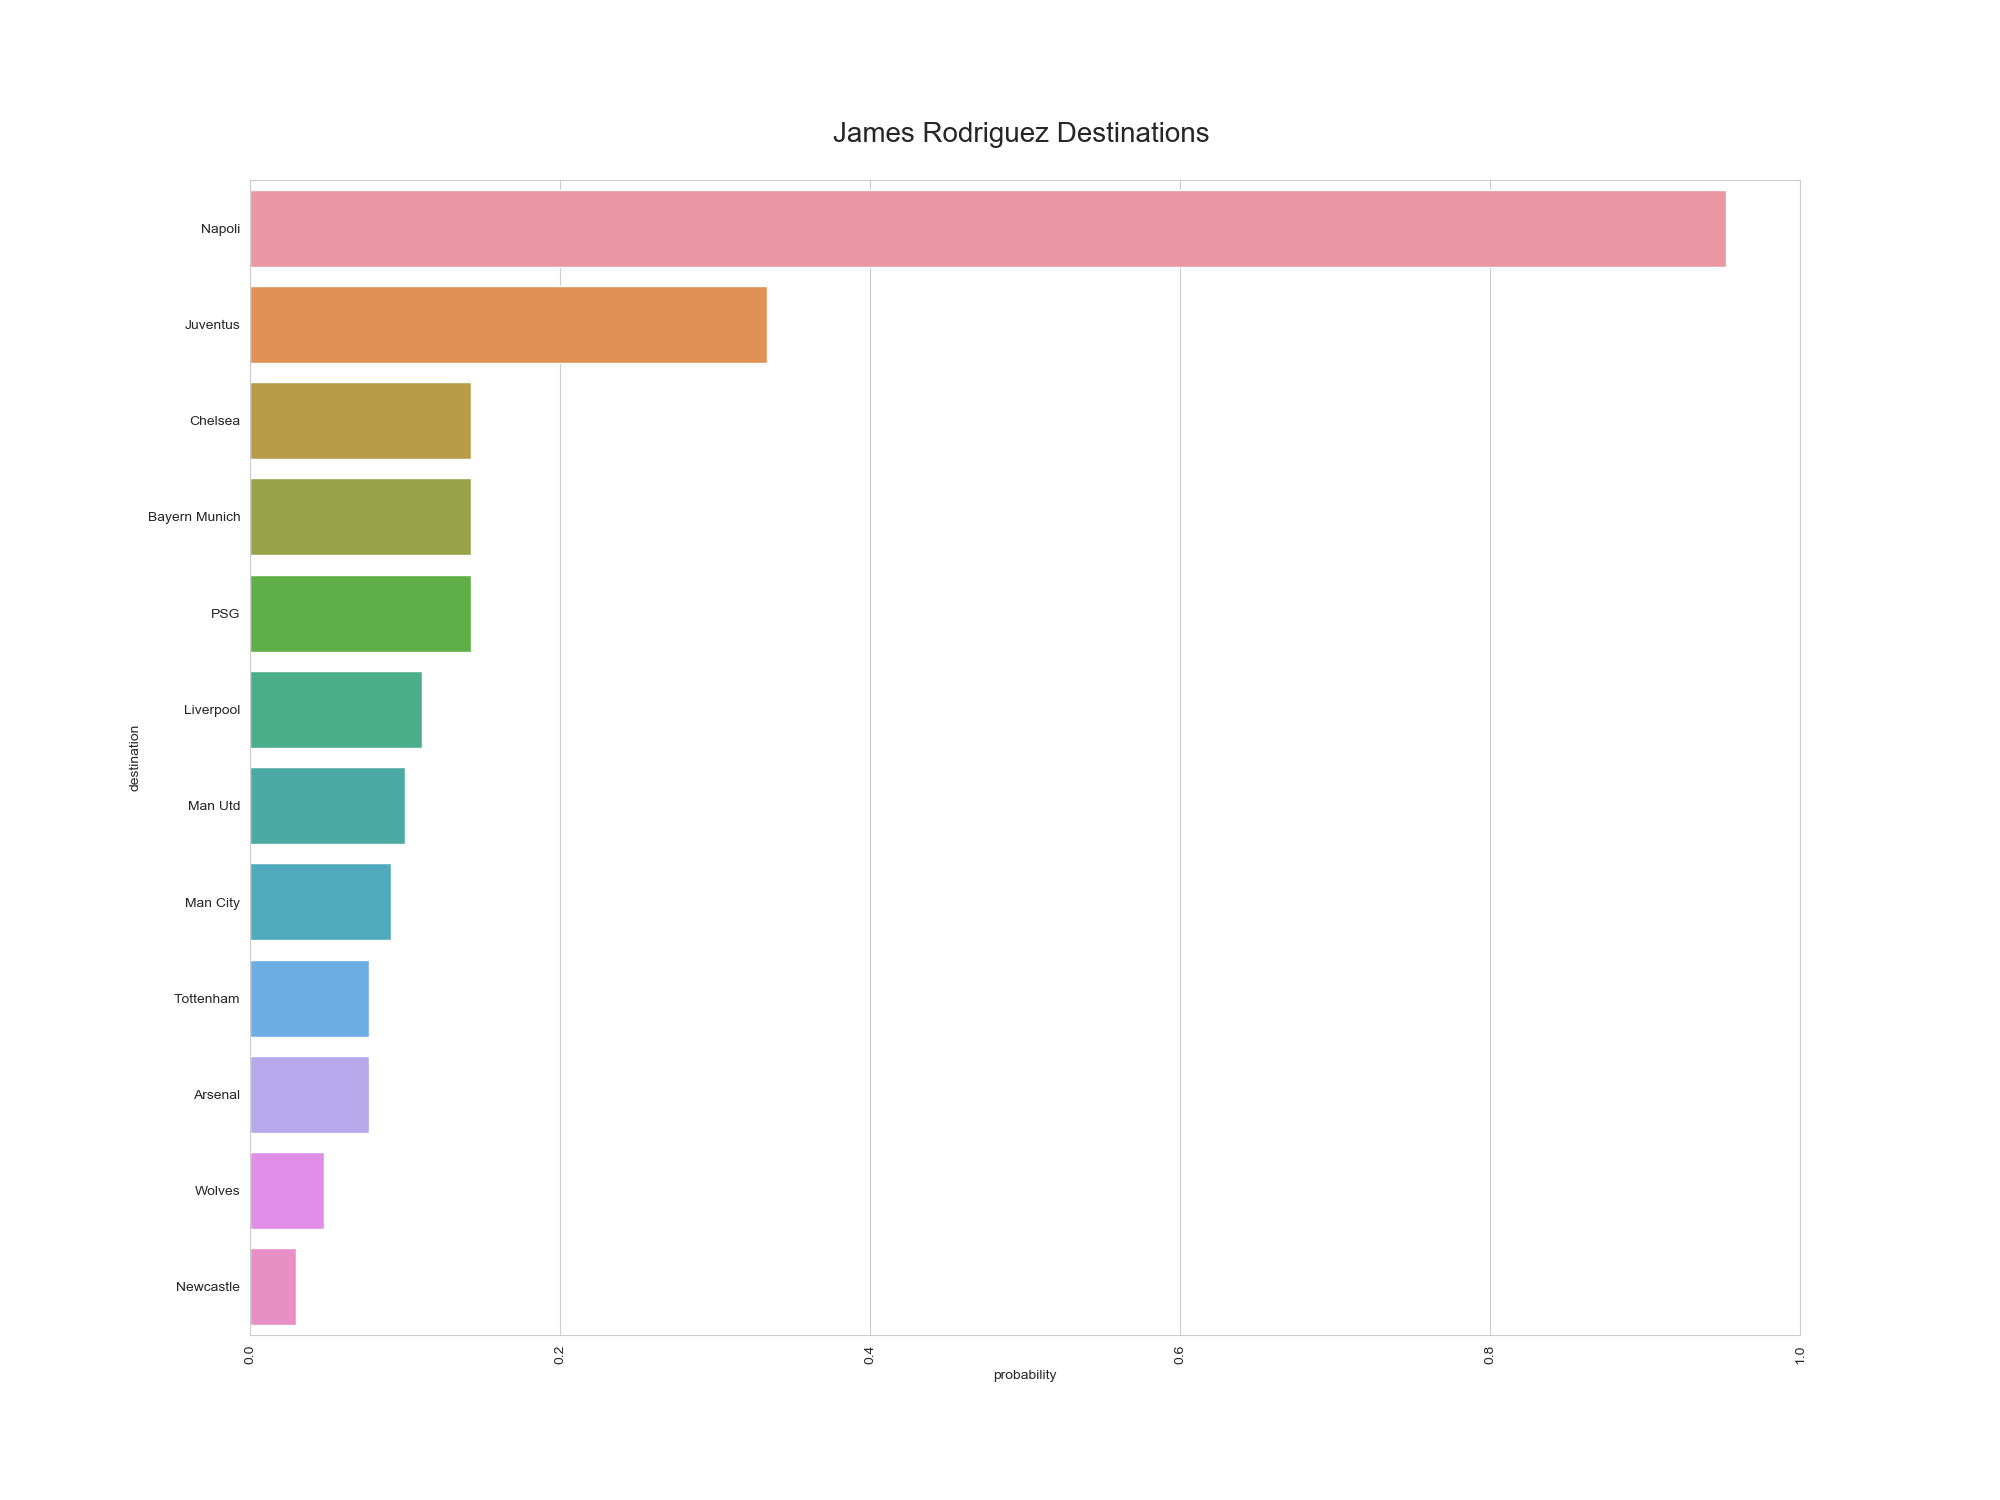 James Rodriguez Destinations
Napoli
Juventus
Chelsea
Bayern Munich
PSG
Liverpool
Man Utd
Man City
Tottenham
Arsenal
Wolves
Newcastle
destination
0.0 0.2 0.4 0.6 0.8 1.0
probability